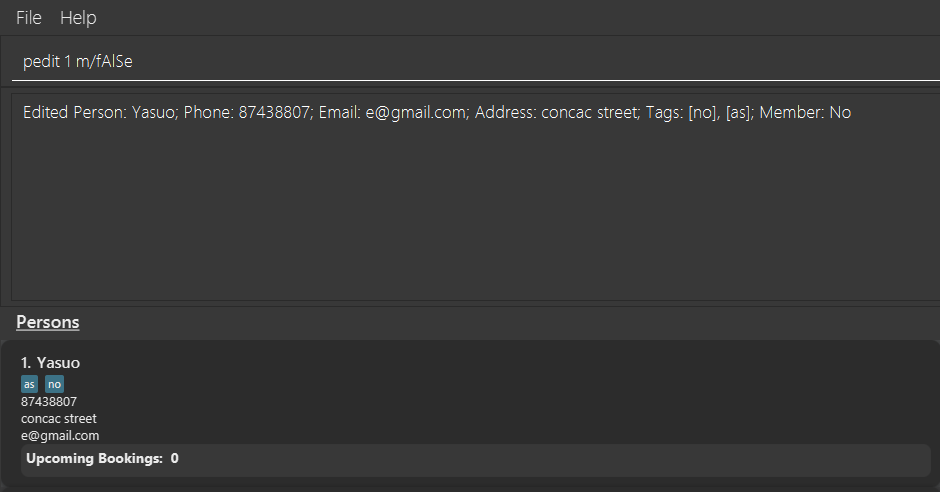 File Help
pedit 1 m/fAlSe
Edited Person: Yasuo; Phone: 87438807; Email: e@gmail.com; Address: concac street; Tags: [no], [as]; Member: No
Persons
1. Yasuo
as no
87438807
concac street
e@gmail.com
Upcoming Bookings: 0